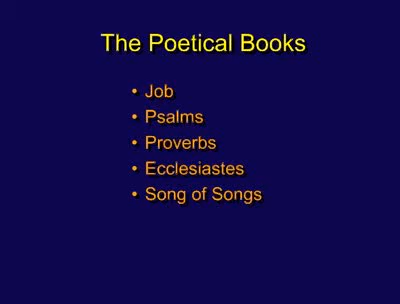 The Poetical Books
• Job
• Psalms
• Proverbs
• Ecclesiastes
• Song of Songs